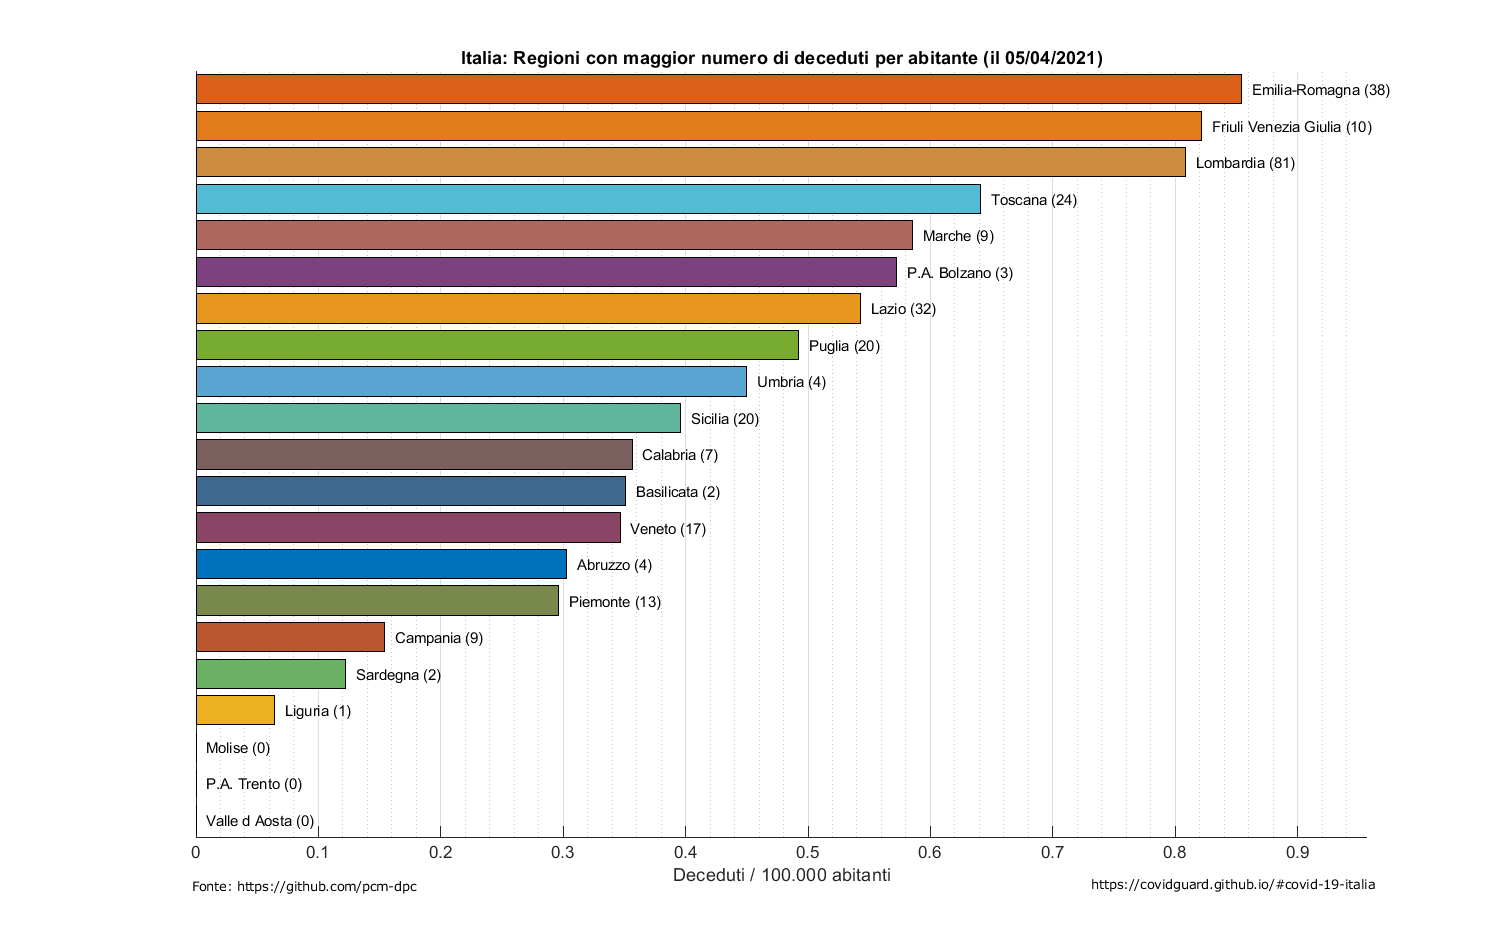 Italia: Regioni con maggior numero di deceduti per abitante (il 05/04/2021)
Emilia-Romagna (38)
Friuli Venezia Giulia (10)
Lombardia (81)
Toscana (24)
Marche (9)
P.A. Bolzano (3)
Lazio (32)
Puglia (20)
Umbria (4)
Sicilia (20)
Calabria (7)
Basilicata (2)
Veneto (17)
Abruzzo (4)
Piemonte (13)
Campania (9)
Sardegna (2)
Liguria (1)
Molise (0)
P.A. Trento (0)
Valle d Aosta (0)
0 0.1 0.2 0.3 0.4 0.5 0.6 0.7 0.8 0.9
Deceduti / 100.000 abitanti
Fonte: https://github.com/pcm-dpc
https://covidguard.github.io/#covid-19-italia